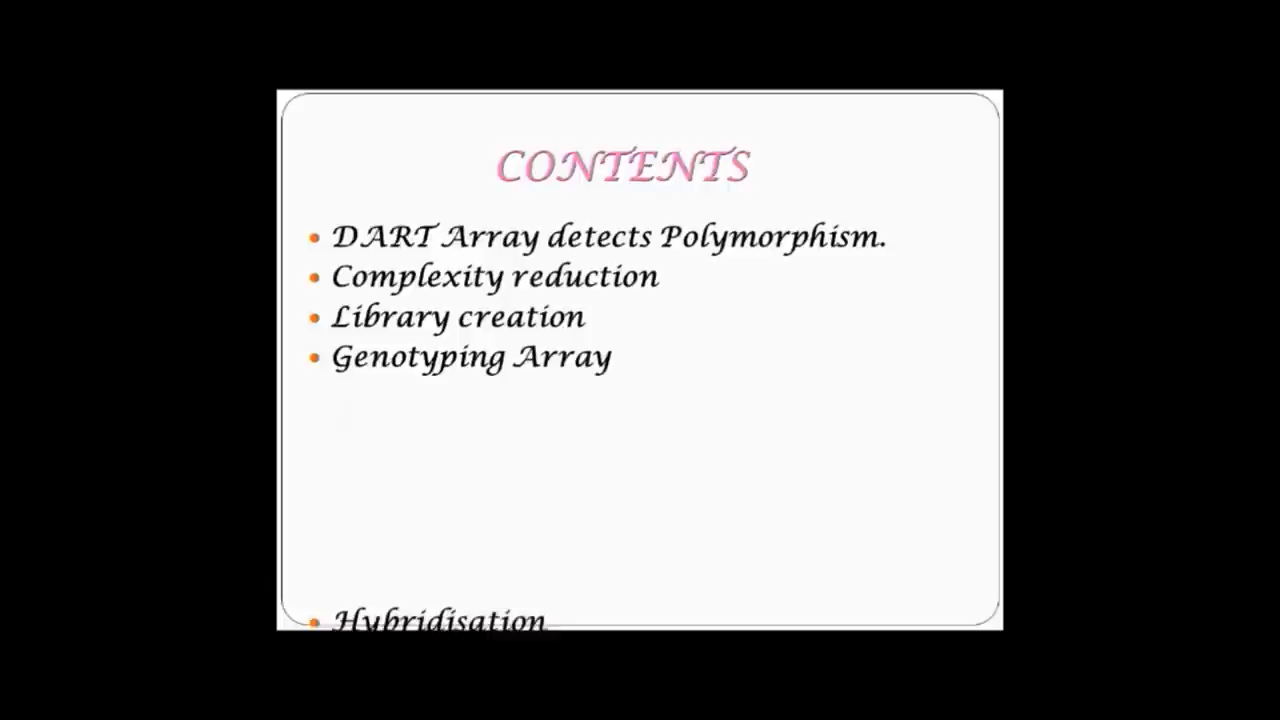 CONTENTS
DART Array detects Polymorphism.
Complexity reduction
Library creation
Genotyping Array
Hybridisation